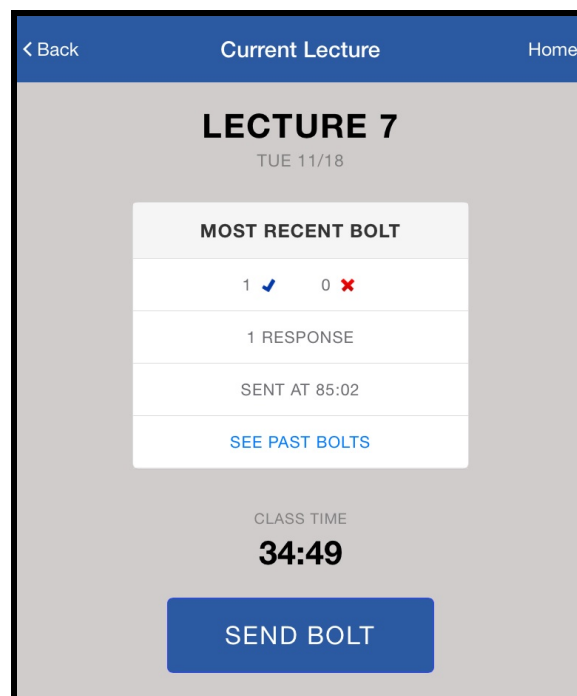 Back Current Lecture Home
LECTURE 7
TUE 11/18
MOST RECENT BOLT
1 0
1 RESPONSE
SENT AT 85:02
SEE PAST BOLTS
CLASS TIME
34:49
SEND BOLT